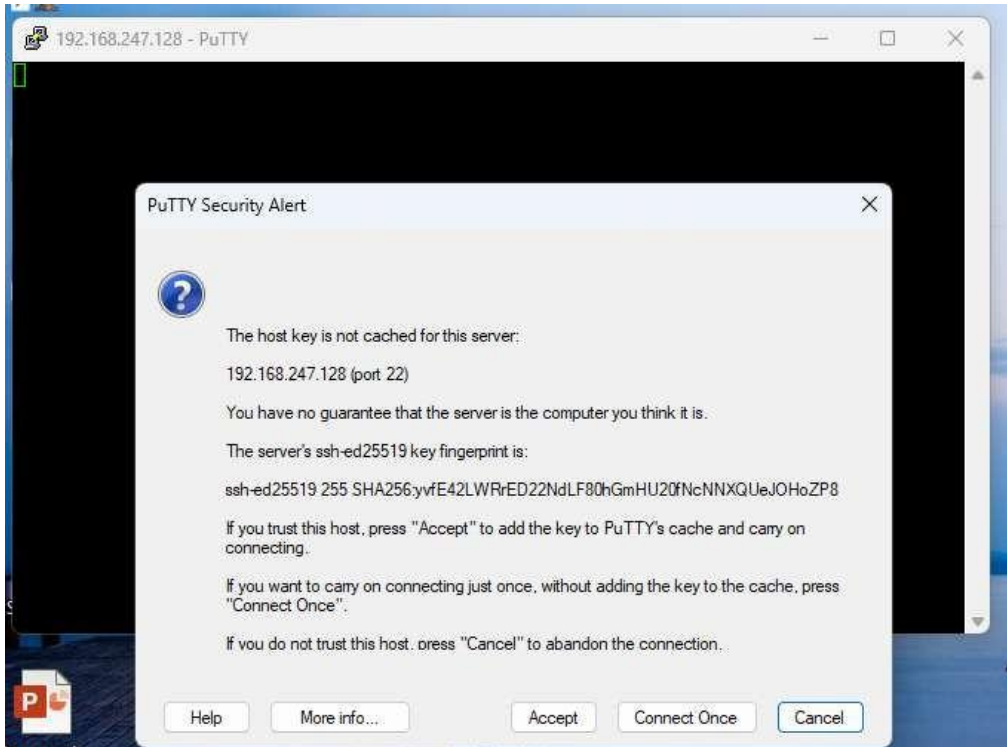 192.168.247.128 - PuTTY
PuTTY Security Alert
The host key is not cached for this server:
192.168.247.128 (port 22)
You have no guarantee that the server is the computer you think it is.
The server's ssh-ed25519 key fingerprint is:
ssh-ed25519 255 SHA256:yvfE42LWRrED22NdLF80hGmHU20fNcNNXQUeJOHoZP8
If you trust this host, press "Accept" to add the key to PuTTY's cache and carry on
connecting.
If you want to carry on connecting just once, without adding the key to the cache, press
"Connect Once".
If you do not trust this host, press "Cancel" to abandon the connection.
Help More info... Accept Connect Once Cancel
P